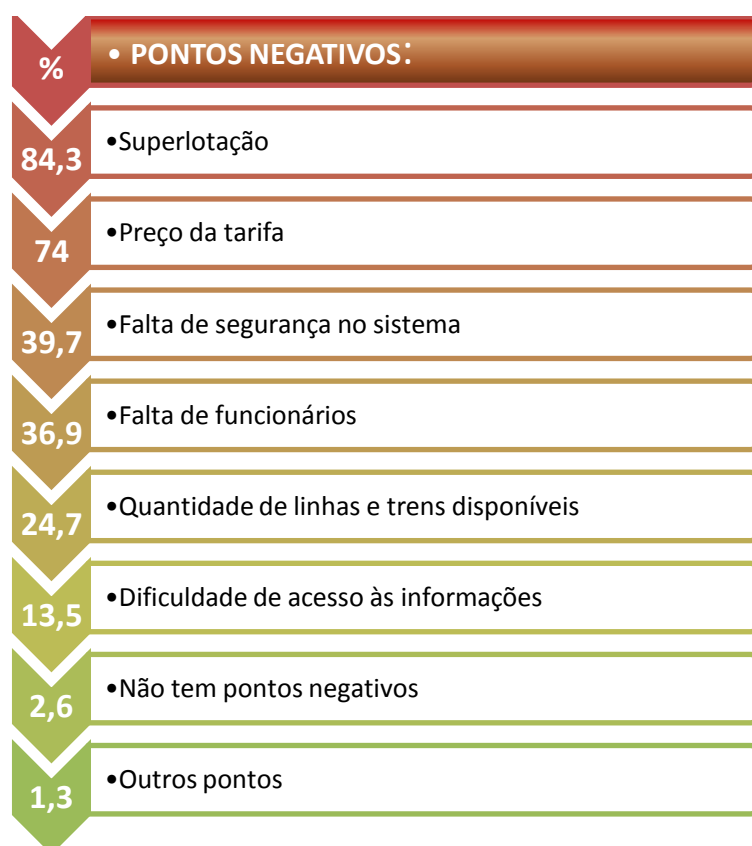 % • PONTOS NEGATIVOS:
84,3 •Superlotação
74 •Preço da tarifa
39,7 •Falta de segurança no sistema
36,9 •Falta de funcionários
24,7 •Quantidade de linhas e trens disponíveis
13,5 •Dificuldade de acesso às informações
2,6 •Não tem pontos negativos
1,3 •Outros pontos